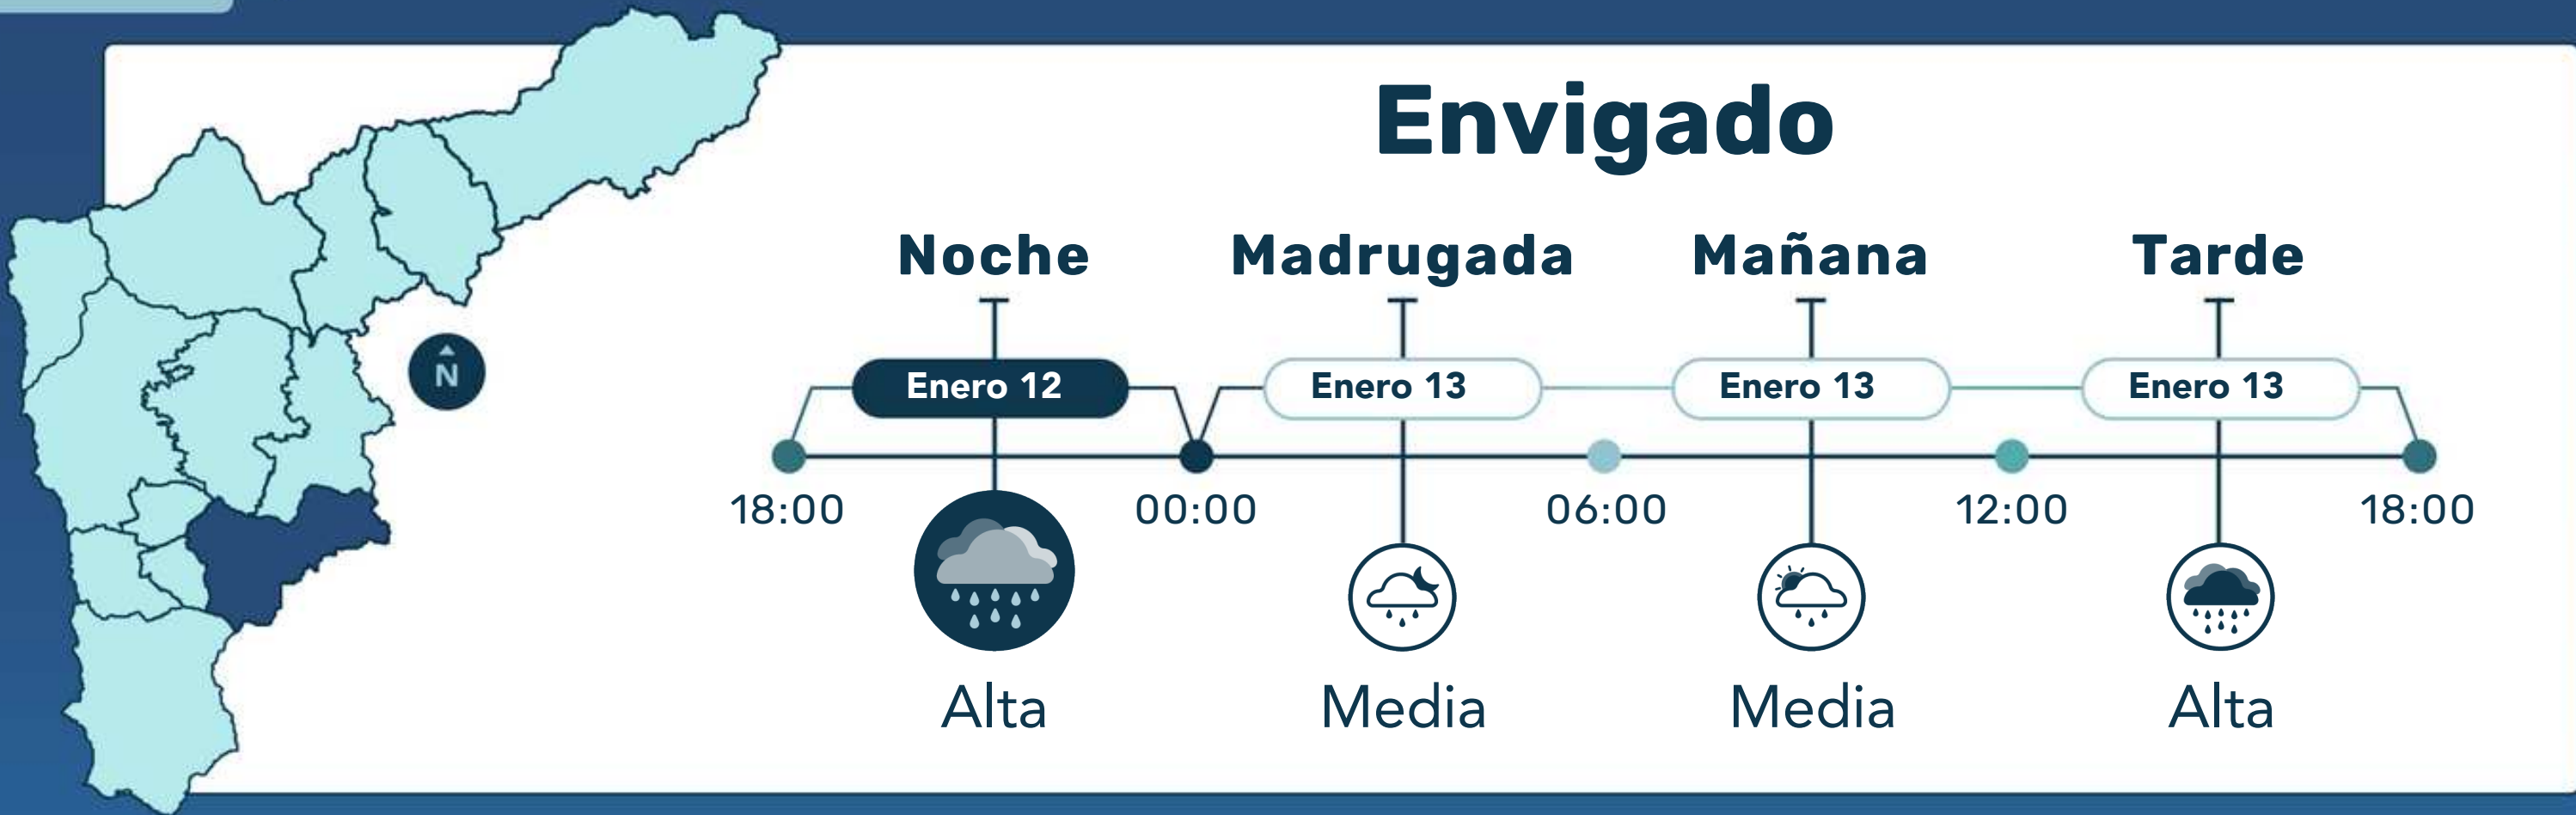 Envigado
Noche Madrugada Mañana Tarde
N
Enero 12 Enero 13 Enero 13 Enero 13
18:00 00:00 06:00 12:00 18:00
Alta Media Media Alta